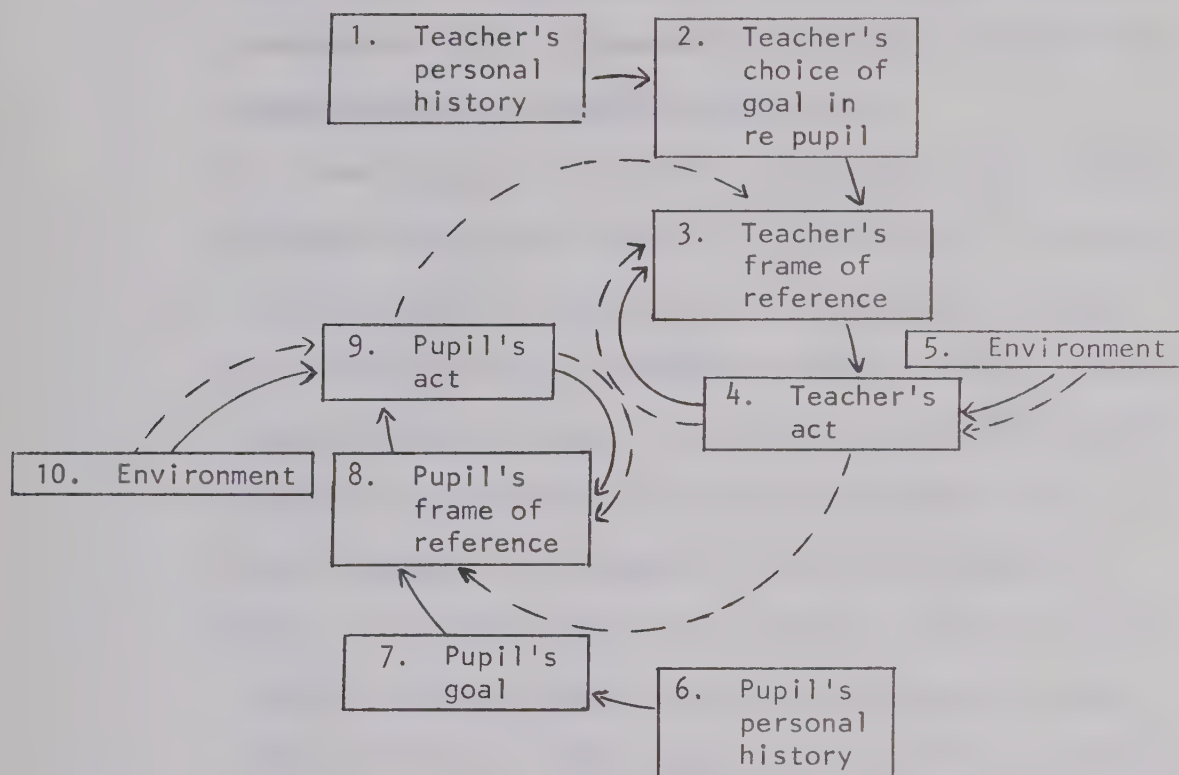 1. Teacher's
personal
history
2. Teacher's
choice of
goal in
re pupil
3. Teacher's
frame of
reference
9. Pupil's
act
5. Environment
4. Teacher's
act
10. Environment
8. Pupil's
frame of
reference
7. Pupil's
goal
6. Pupil's
personal
history